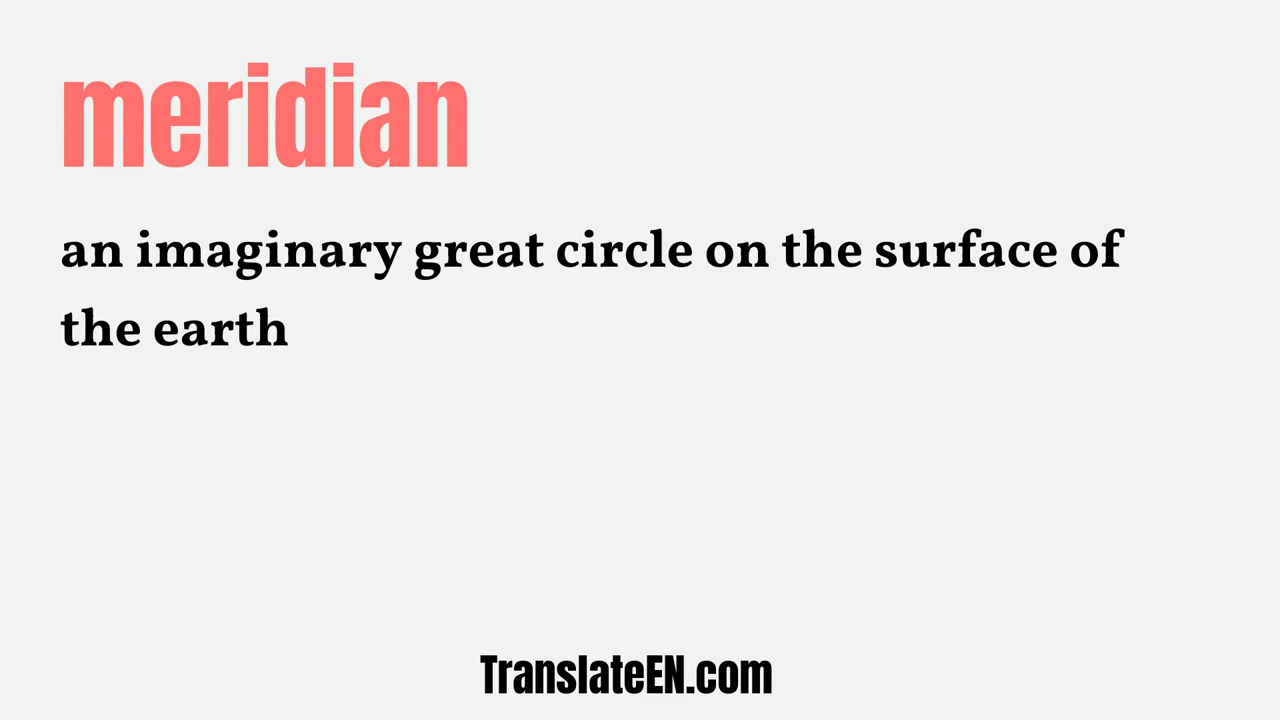 meridian
an imaginary great circle on the surface of
the earth
TranslateEN.com